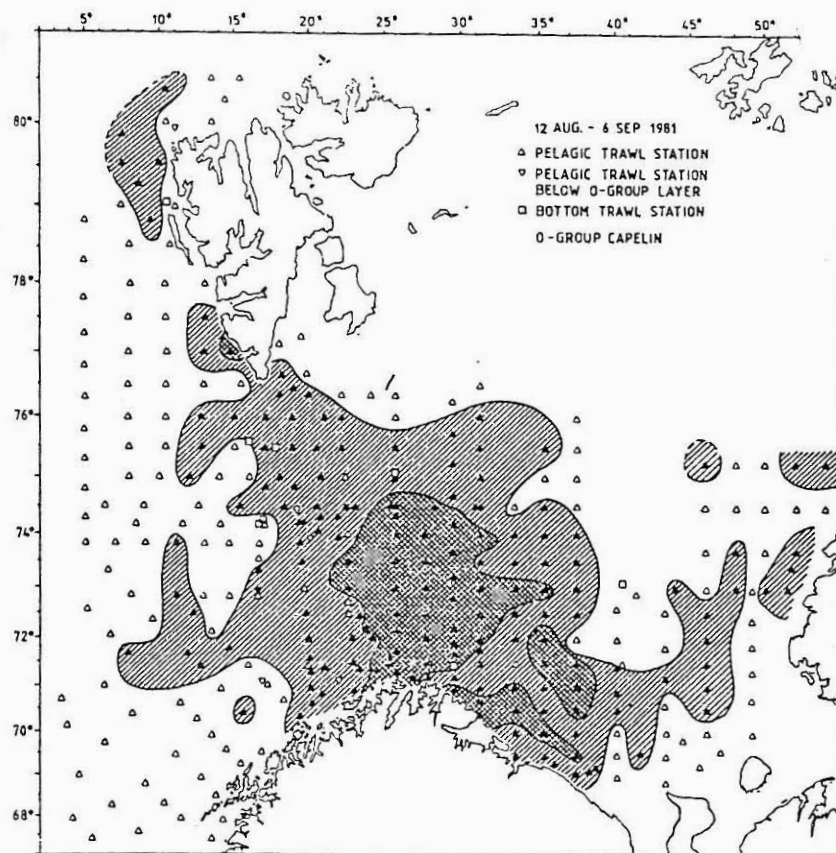 5° 10° 15° 20° 25° 30° 35° 40° 45° 50°
80°
12 AUG. - 6 SEP 1981
△ PELAGIC TRAWL STATION
▽ PELAGIC TRAWL STATION
BELOW 0-GROUP LAYER
□ BOTTOM TRAWL STATION
0-GROUP CAPELIN
78°
76°
74°
72°
70°
68°